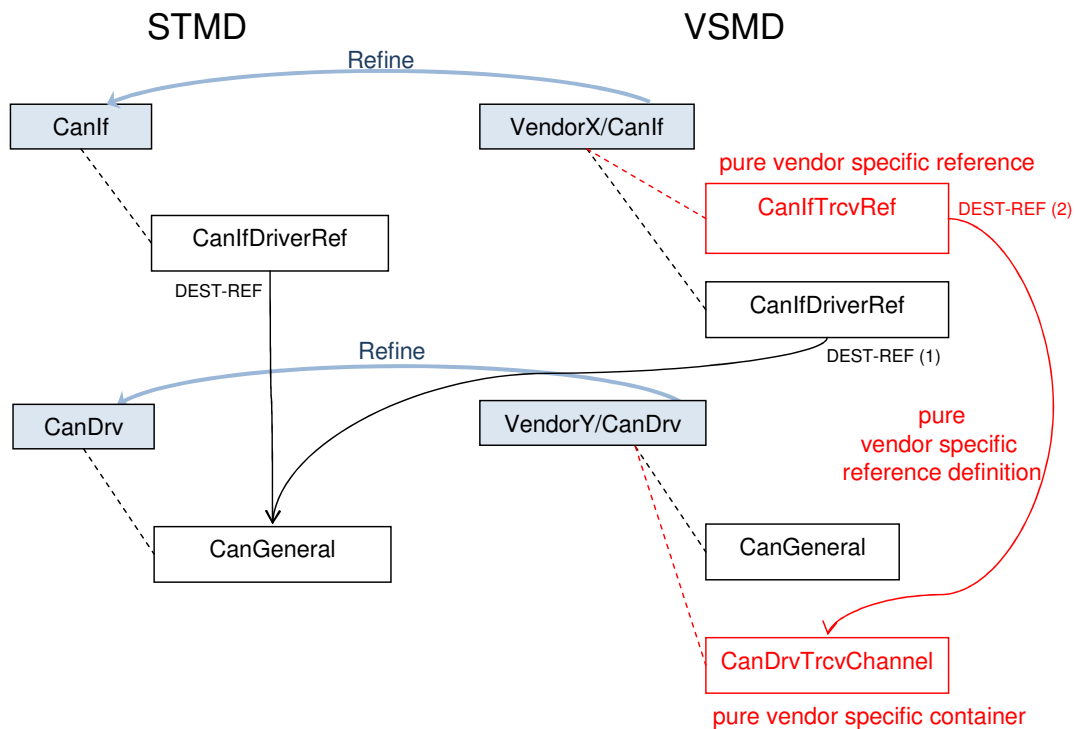 STMD
VSMD
Refine
CanIf
VendorX/CanIf
pure vendor specific reference
CanIfTrcvRef
DEST-REF (2)
CanIfDriverRef
DEST-REF
CanIfDriverRef
DEST-REF (1)
Refine
CanDrv
VendorY/CanDrv
pure
vendor specific
reference definition
CanGeneral
CanGeneral
CanDrvTrcvChannel
pure vendor specific container